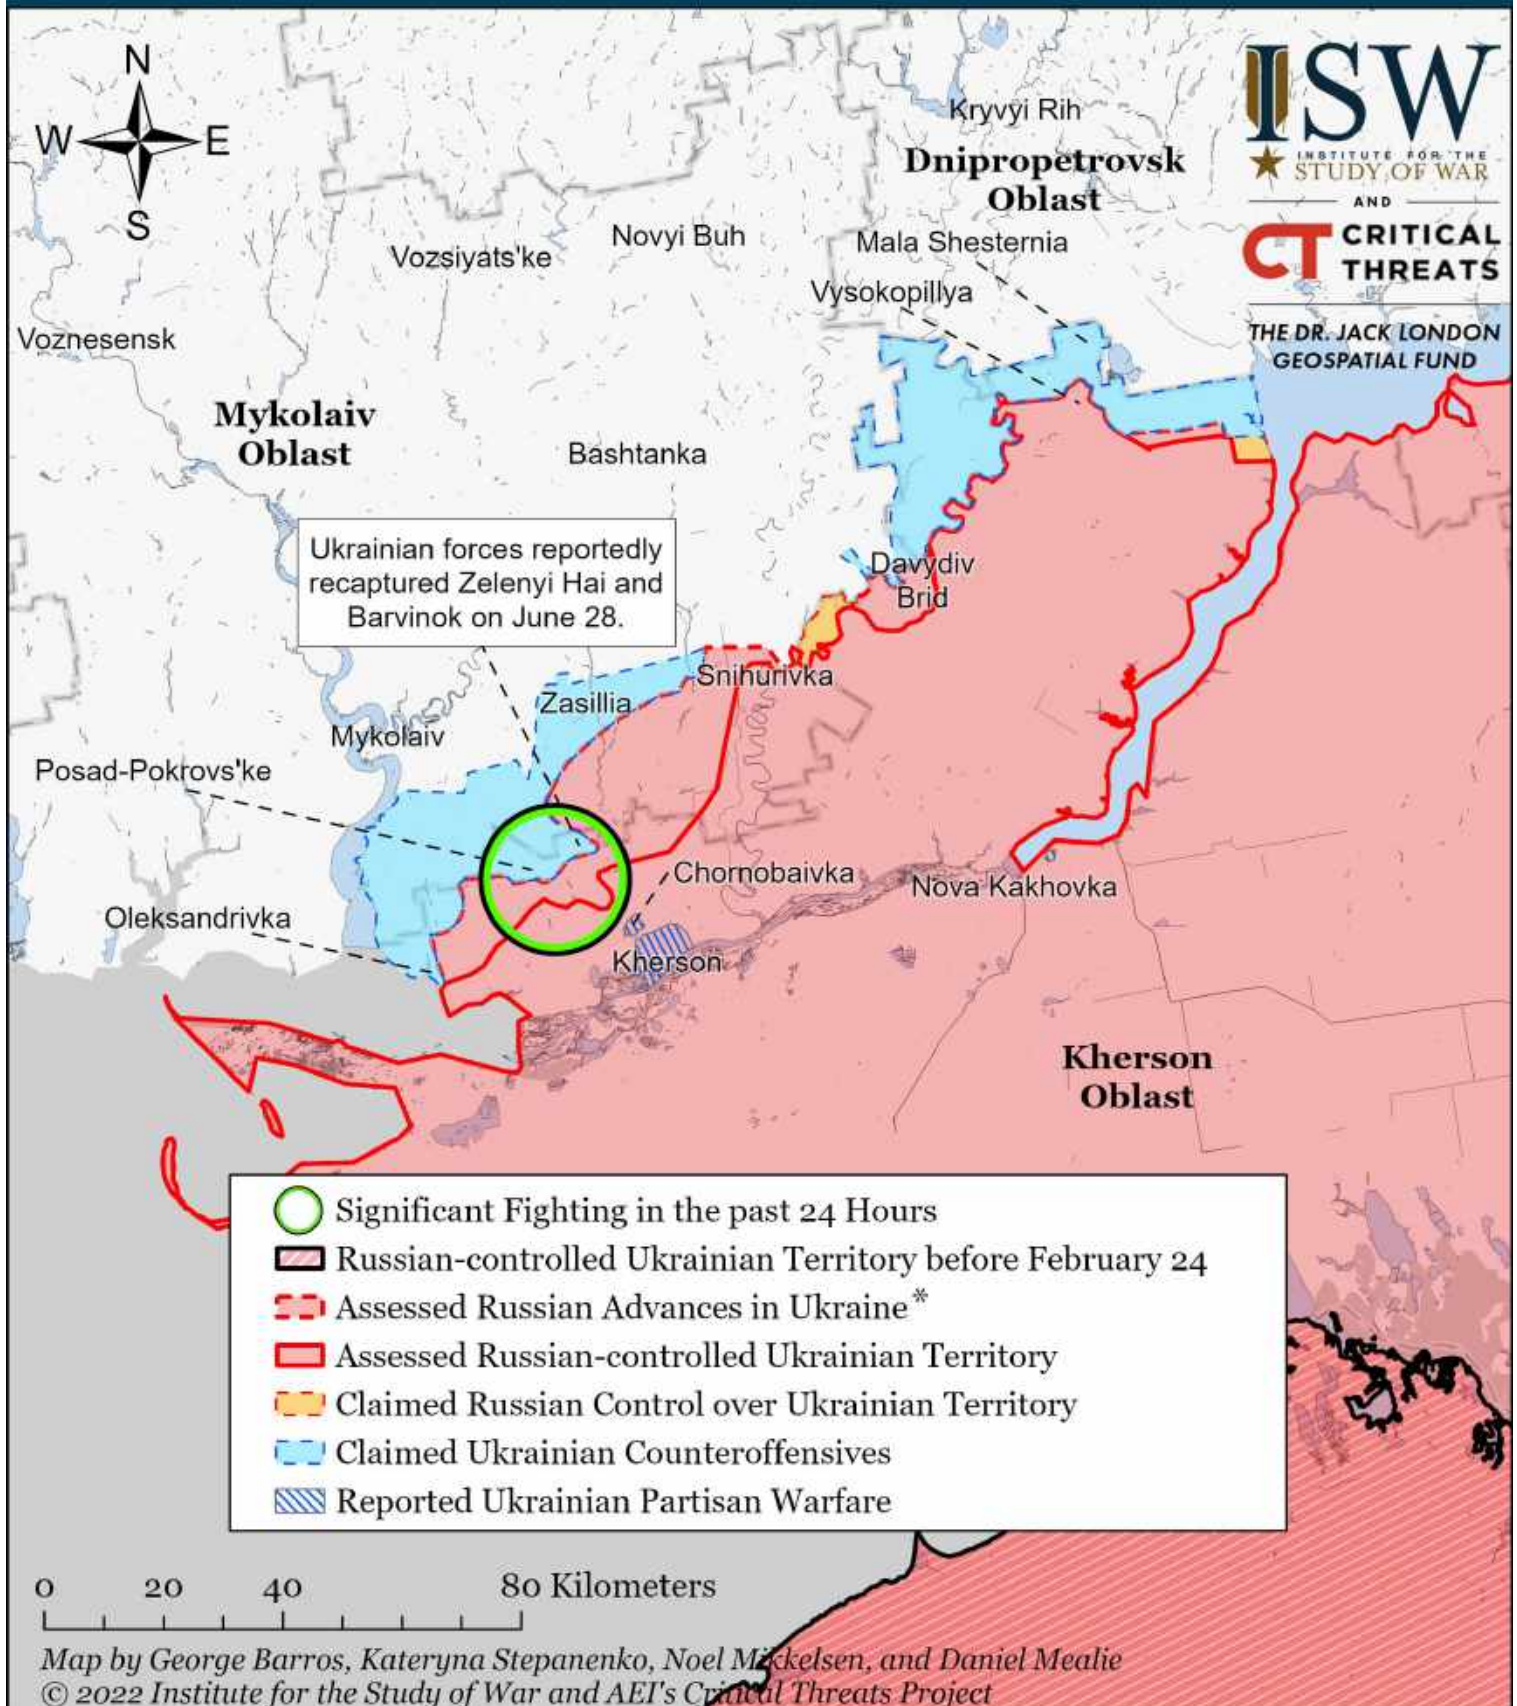 N
W
E
S
ISW
INSTITUTE FOR THE
STUDY OF WAR
AND
CT CRITICAL
THREATS
THE DR. JACK LONDON
GEOSPATIAL FUND
Kryvyi Rih
Dnipropetrovsk
Oblast
Novyi Buh
Mala Shesternia
Vozsiyats'ke
Vysokopillya
Voznesensk
Mykolaiv
Oblast
Bashtanka
Ukrainian forces reportedly
recaptured Zelenyi Hai and
Barvinok on June 28.
Davydiv
Brid
Snihurivka
Zasillia
Mykolaiv
Posad-Pokrovs'ke
Chornobaivka
Nova Kakhovka
Oleksandrivka
Kherson
Kherson
Oblast
Significant Fighting in the past 24 Hours
Russian-controlled Ukrainian Territory before February 24
Assessed Russian Advances in Ukraine*
Assessed Russian-controlled Ukrainian Territory
Claimed Russian Control over Ukrainian Territory
Claimed Ukrainian Counteroffensives
Reported Ukrainian Partisan Warfare
0 20 40 80 Kilometers
Map by George Barros, Kateryna Stepanenko, Noel Mikkelsen, and Daniel Mealie
© 2022 Institute for the Study of War and AEI's Critical Threats Project